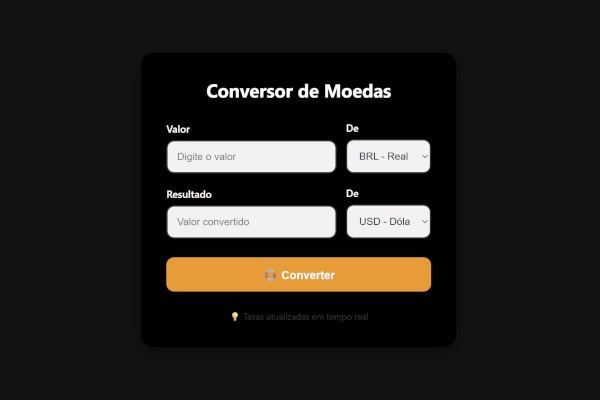 Conversor de Moedas
Valor
De
Digite o valor
BRL - Real
Resultado
De
Valor convertido
USD - Dóla
Converter
Taxas atualizadas em tempo real